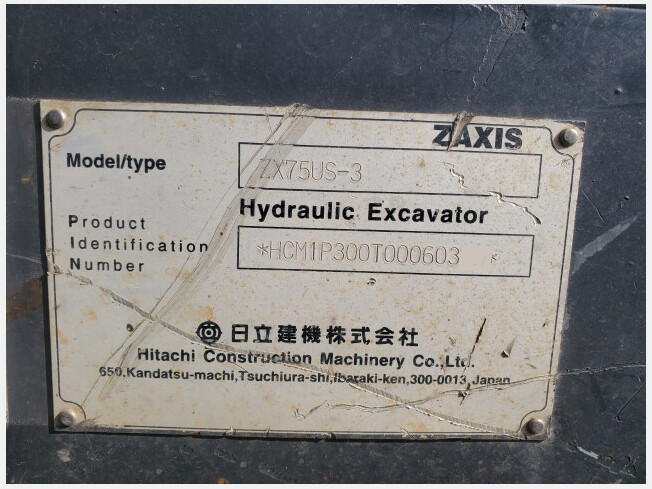 ZAXIS
Model/type ZX75US-3
Hydraulic Excavator
Product
Identification
Number
*HCM1P300T000603 *
日立建機株式会社
Hitachi Construction Machinery Co.,Ltd.
650,Kandatsu-machi,Tsuchiura-shi,Ibaraki-ken,300-0013,Japan